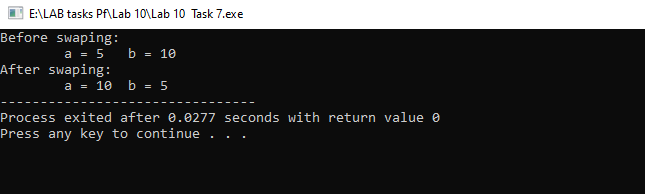 E:\LAB tasks Pf\Lab 10\Lab 10  Task 7.exe
Before swaping:
        a = 5   b = 10
After swaping:
        a = 10  b = 5
--------------------------------
Process exited after 0.0277 seconds with return value 0
Press any key to continue . . .